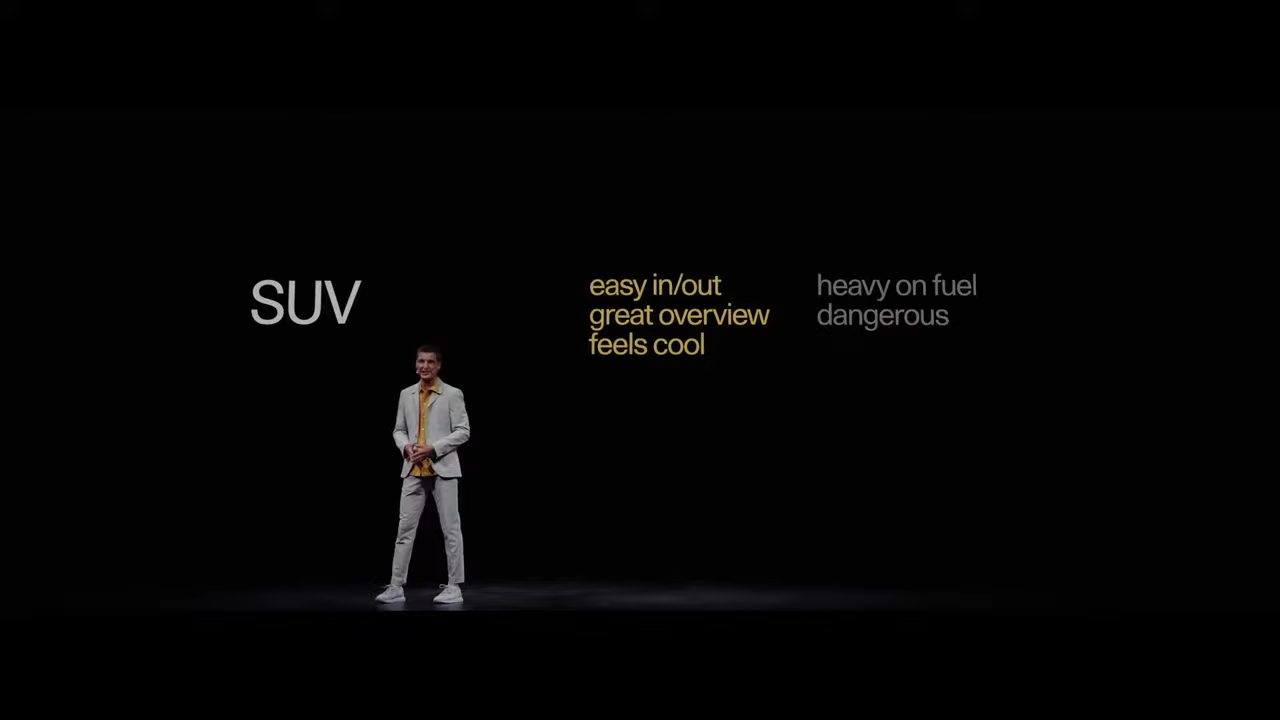 SUV
easy in/out
great overview
feels cool
heavy on fuel
dangerous